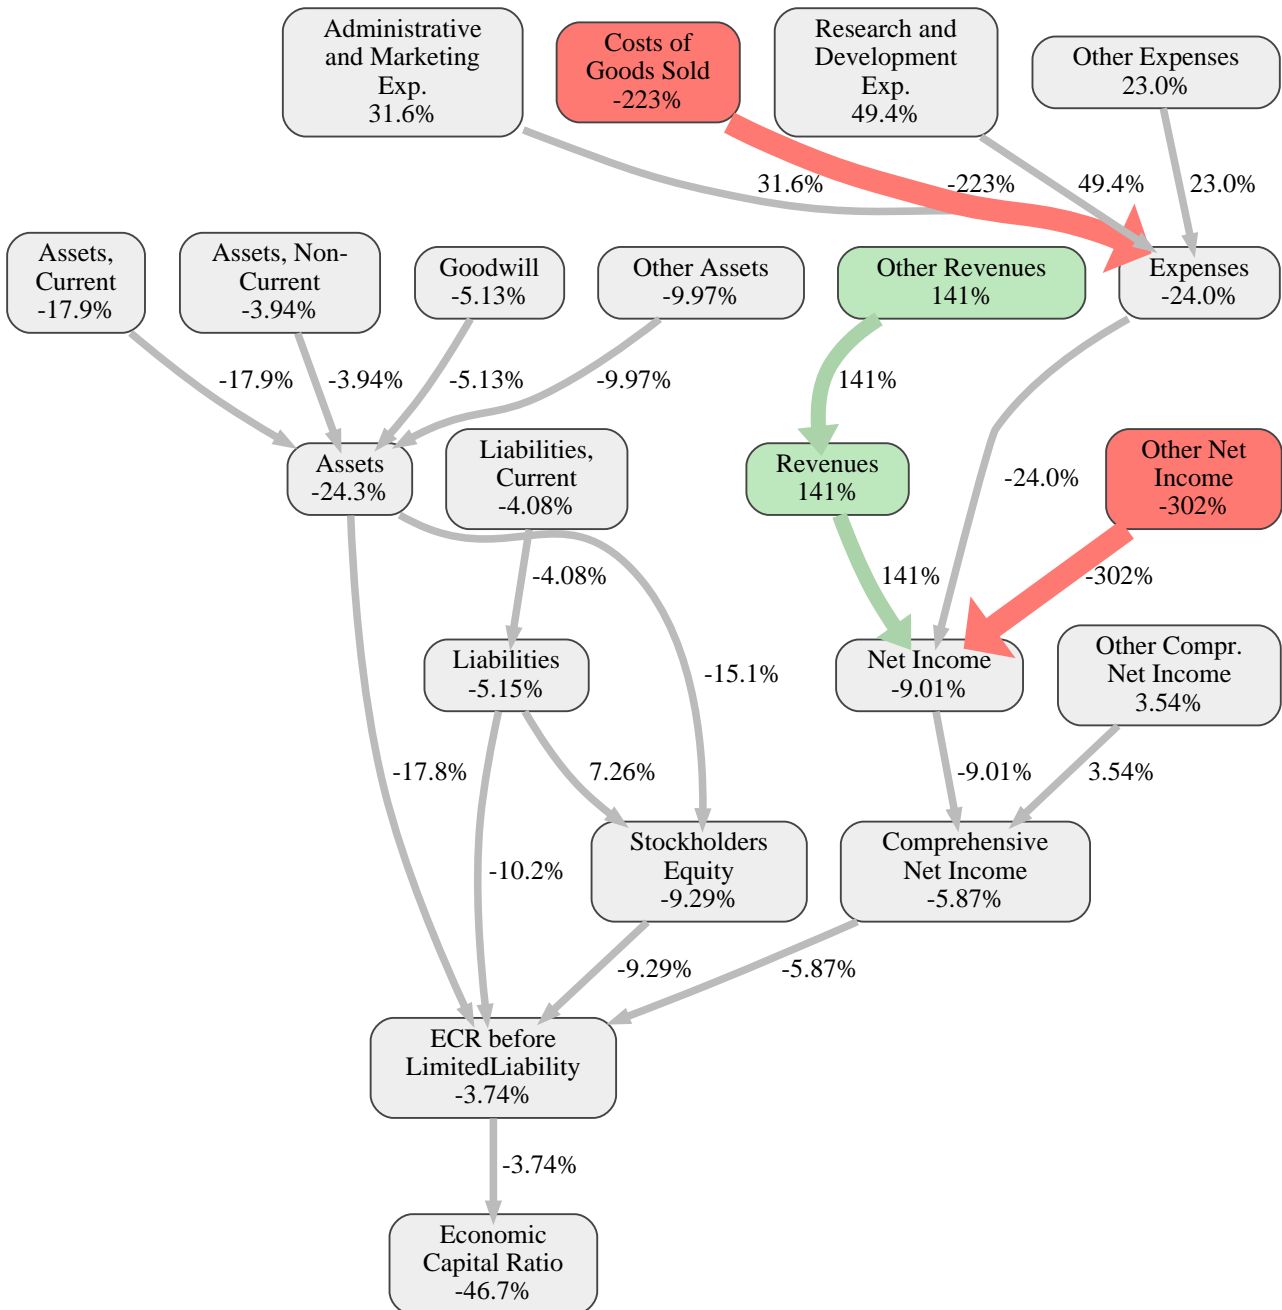 Administrative
and Marketing
Exp.
31.6%
Costs of
Goods Sold
-223%
Research and
Development
Exp.
49.4%
Other Expenses
23.0%
31.6%
-223%
49.4%
23.0%
Assets,
Current
-17.9%
Assets, Non-
Current
-3.94%
Goodwill
-5.13%
Other Assets
-9.97%
Other Revenues
141%
Expenses
-24.0%
-17.9%
-3.94%
-5.13%
-9.97%
141%
Assets
-24.3%
Liabilities,
Current
-4.08%
Revenues
141%
-24.0%
Other Net
Income
-302%
-4.08%
141%
-302%
Liabilities
-5.15%
-15.1%
Net Income
-9.01%
Other Compr.
Net Income
3.54%
-17.8%
7.26%
-9.01%
3.54%
-10.2%
Stockholders
Equity
-9.29%
Comprehensive
Net Income
-5.87%
-9.29%
-5.87%
ECR before
LimitedLiability
-3.74%
-3.74%
Economic
Capital Ratio
-46.7%